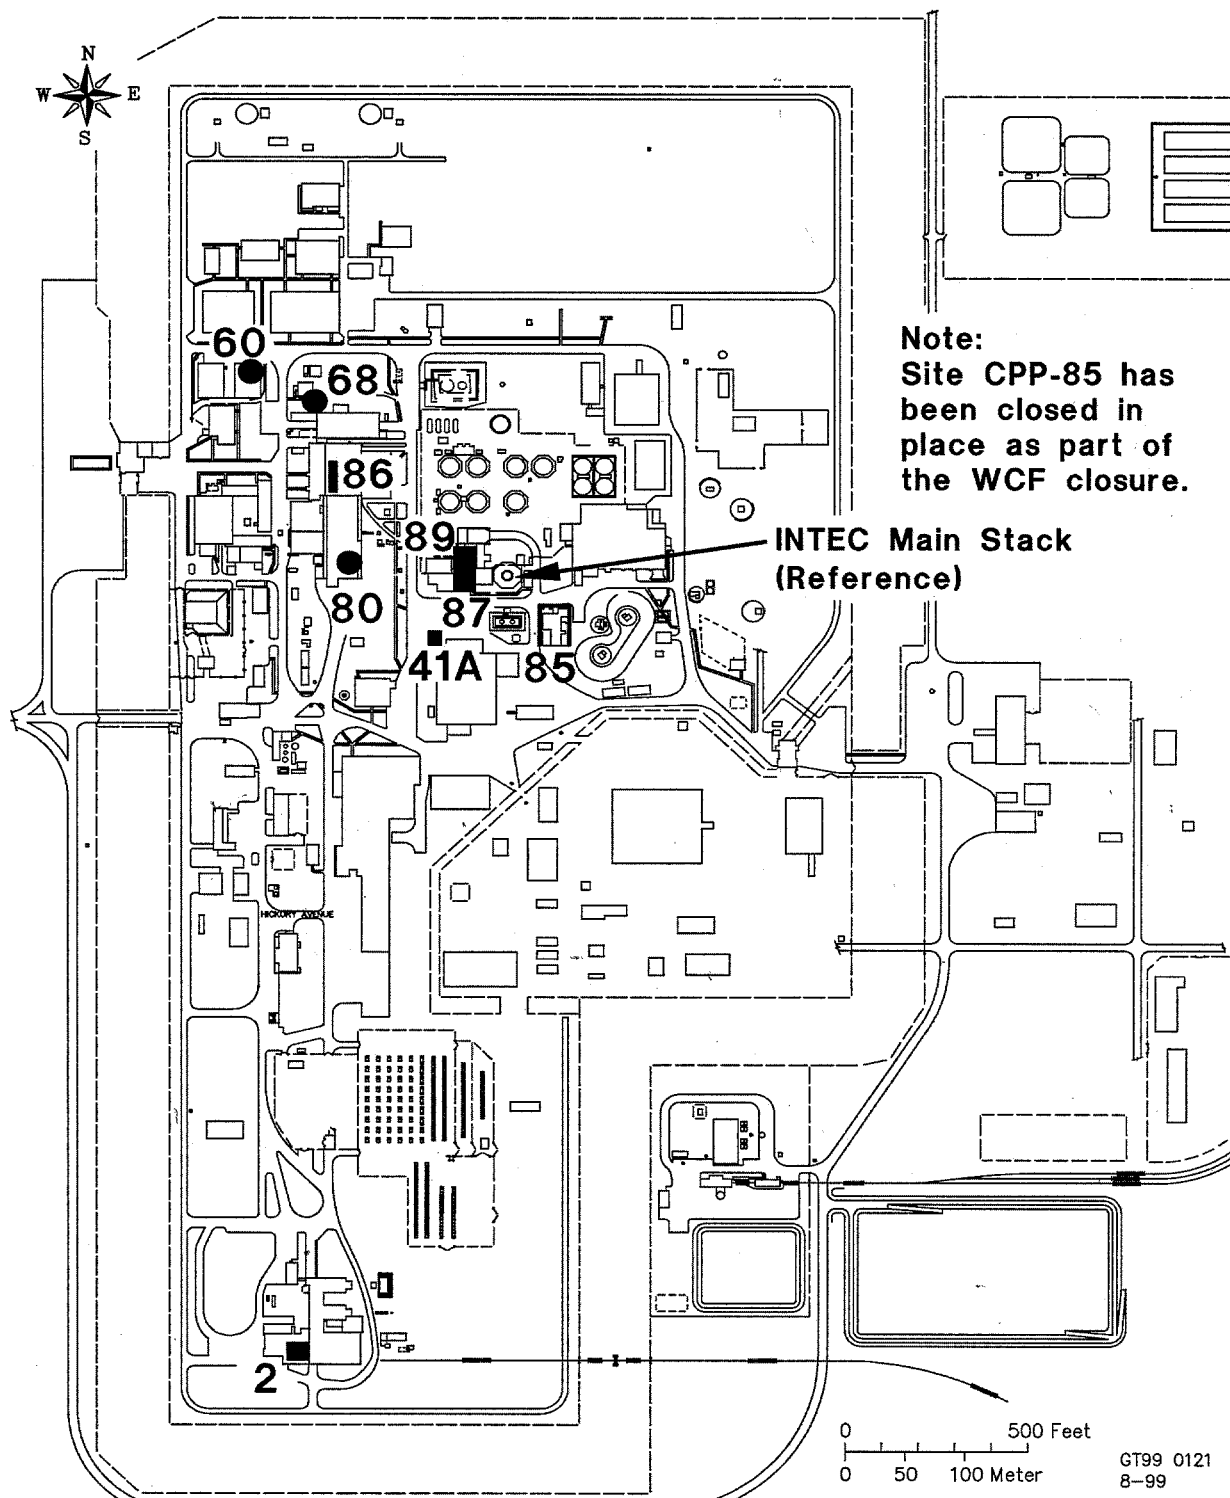 N
W E
S
60
68
Note:
Site CPP-85 has
been closed in
place as part of
the WCF closure.
86
89
INTEC Main Stack
(Reference)
80
87
41A
85
HICKORY AVENUE
2
0 500 Feet
0 50 100 Meter
GT99 0121
8-99